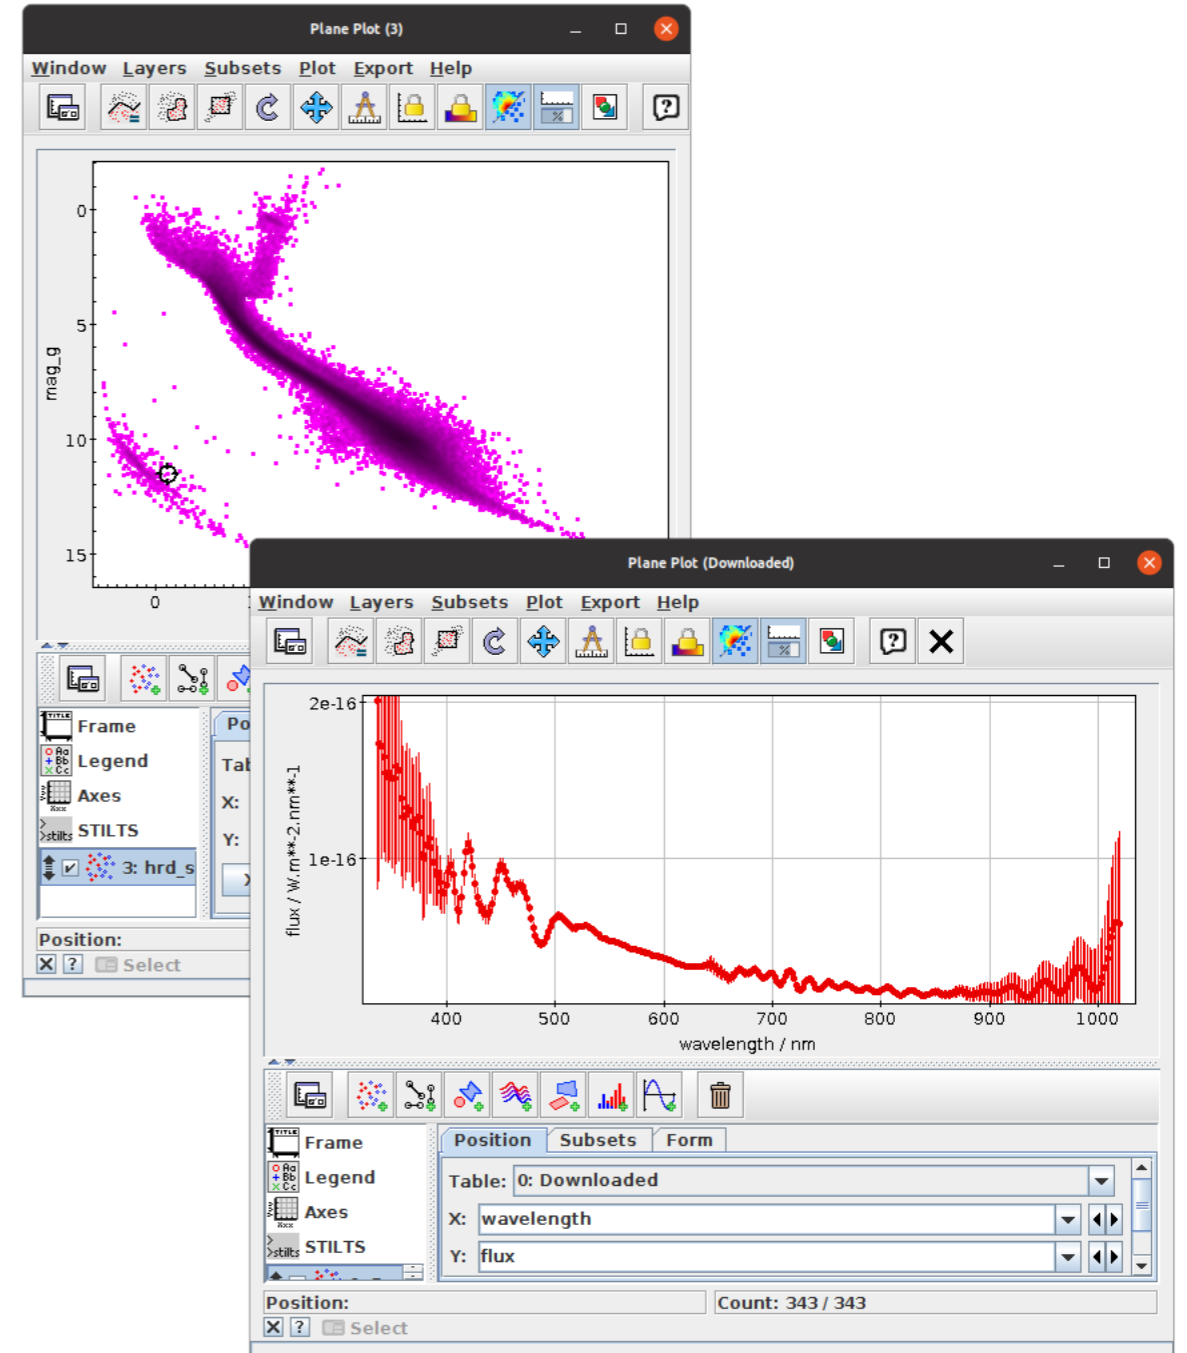 Plane Plot (3)
Window Layers Subsets Plot Export Help
mag_g
0
5
10
15
0
Frame
Legend
Axes
STILTS
3: hrd_s
Po
Tab
X:
Y:
Position:
Select
Plane Plot (Downloaded)
Window Layers Subsets Plot Export Help
flux / W.m**-2.nm**-1
2e-16
1e-16
400 500 600 700 800 900 1000
wavelength / nm
Frame
Legend
Axes
STILTS
Position Subsets Form
Table: 0: Downloaded
X: wavelength
Y: flux
Position:
Count: 343 / 343
Select